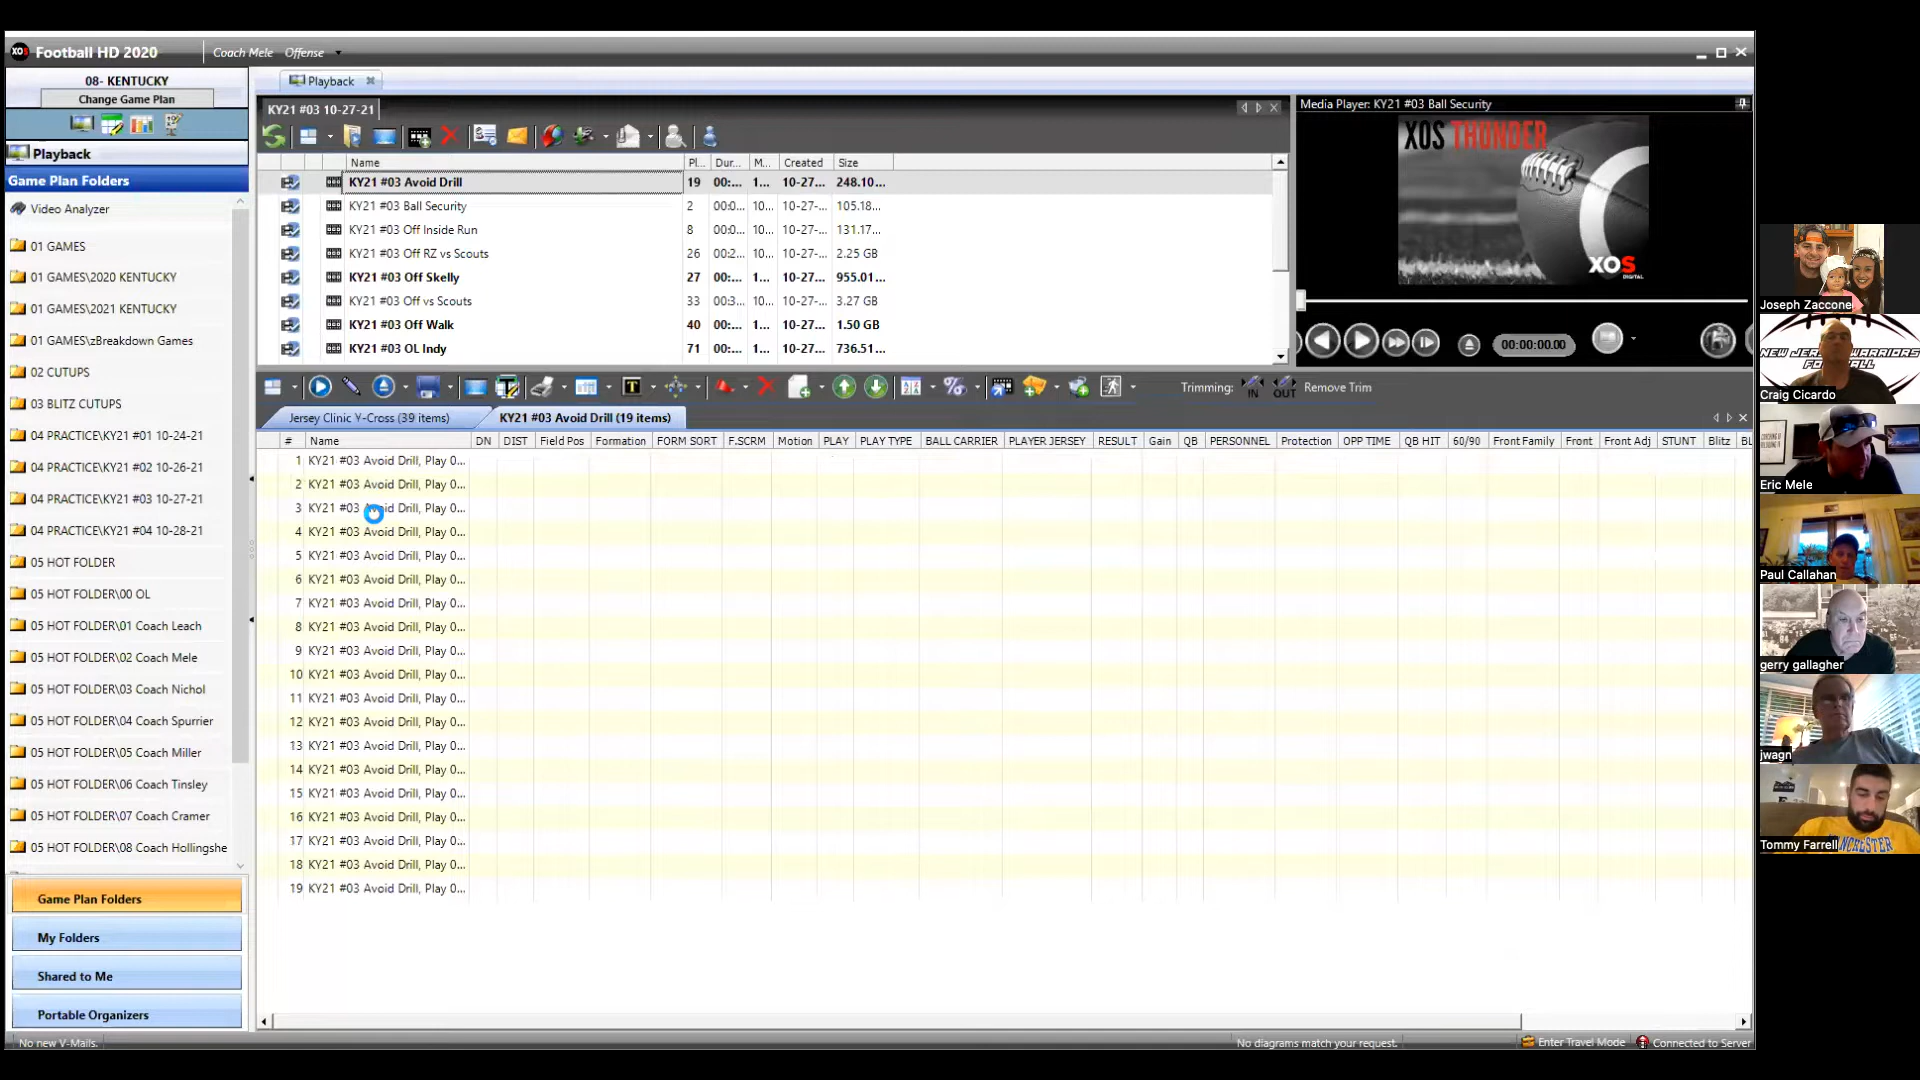 XOS Football HD 2020
Coach Mele Offense
08- KENTUCKY
Change Game Plan
Playback
Game Plan Folders
Video Analyzer
01 GAMES
01 GAMES\2020 KENTUCKY
01 GAMES\2021 KENTUCKY
01 GAMES\zBreakdown Games
02 CUTUPS
03 BLITZ CUTUPS
04 PRACTICE\KY21 #01 10-24-21
04 PRACTICE\KY21 #02 10-26-21
04 PRACTICE\KY21 #03 10-27-21
04 PRACTICE\KY21 #04 10-28-21
05 HOT FOLDER
05 HOT FOLDER\00 OL
05 HOT FOLDER\01 Coach Leach
05 HOT FOLDER\02 Coach Mele
05 HOT FOLDER\03 Coach Nichol
05 HOT FOLDER\04 Coach Spurrier
05 HOT FOLDER\05 Coach Miller
05 HOT FOLDER\06 Coach Tinsley
05 HOT FOLDER\07 Coach Cramer
05 HOT FOLDER\08 Coach Hollingshe
Game Plan Folders
My Folders
Shared to Me
Portable Organizers
No new V-Mails.
Playback
KY21 #03 10-27-21
Name Pl... Dur... M... Created Size
KY21 #03 Avoid Drill 19 00:... 1... 10-27... 248.10...
KY21 #03 Ball Security 2 00:0... 10... 10-27-... 105.18...
KY21 #03 Off Inside Run 8 00:0... 10... 10-27-... 131.17...
KY21 #03 Off RZ vs Scouts 26 00:2... 10... 10-27-... 2.25 GB
KY21 #03 Off Skelly 27 00:... 1... 10-27... 955.01...
KY21 #03 Off vs Scouts 33 00:3... 10... 10-27-... 3.27 GB
KY21 #03 Off Walk 40 00:... 1... 10-27... 1.50 GB
KY21 #03 OL Indy 71 00:... 1... 10-27... 736.51...
Media Player: KY21 #03 Ball Security
XOS THUNDER
XOS
DIGITAL
00:00:00.00
Trimming: IN OUT Remove Trim
Jersey Clinic Y-Cross (39 items) KY21 #03 Avoid Drill (19 items)
# Name DN DIST Field Pos Formation FORM SORT F.SCRM Motion PLAY PLAY TYPE BALL CARRIER PLAYER JERSEY RESULT Gain QB PERSONNEL Protection OPP TIME QB HIT 60/90 Front Family Front Front Adj STUNT Blitz BL
1 KY21 #03 Avoid Drill, Play 0...
2 KY21 #03 Avoid Drill, Play 0...
3 KY21 #03 Avoid Drill, Play 0...
4 KY21 #03 Avoid Drill, Play 0...
5 KY21 #03 Avoid Drill, Play 0...
6 KY21 #03 Avoid Drill, Play 0...
7 KY21 #03 Avoid Drill, Play 0...
8 KY21 #03 Avoid Drill, Play 0...
9 KY21 #03 Avoid Drill, Play 0...
10 KY21 #03 Avoid Drill, Play 0...
11 KY21 #03 Avoid Drill, Play 0...
12 KY21 #03 Avoid Drill, Play 0...
13 KY21 #03 Avoid Drill, Play 0...
14 KY21 #03 Avoid Drill, Play 0...
15 KY21 #03 Avoid Drill, Play 0...
16 KY21 #03 Avoid Drill, Play 0...
17 KY21 #03 Avoid Drill, Play 0...
18 KY21 #03 Avoid Drill, Play 0...
19 KY21 #03 Avoid Drill, Play 0...
No diagrams match your request. Enter Travel Mode Connected to Server
Joseph Zaccone
Craig Cicardo
Eric Mele
Paul Callahan
gerry gallagher
jwagn
Tommy Farrell